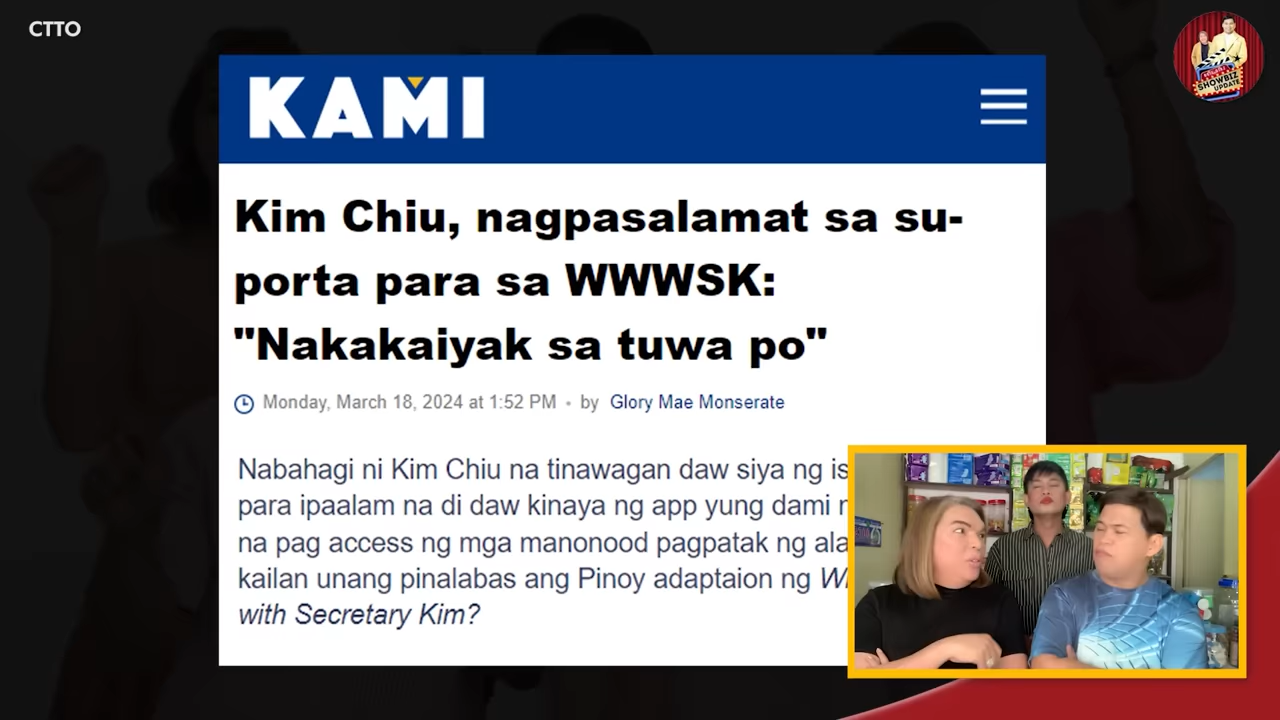 CTTO
SHOWBIZ
UPDATE
KAMI
Kim Chiu, nagpasalamat sa su-
porta para sa WWWSK:
"Nakakaiyak sa tuwa po"
Monday, March 18, 2024 at 1:52 PM • by Glory Mae Monserate
Nabahagi ni Kim Chiu na tinawagan daw siya ng
para ipaalam na di daw kinaya ng app yung dami
na pag access ng mga manonood pagpatak ng
kailan unang pinalabas ang Pinoy adaptaion ng
with Secretary Kim?